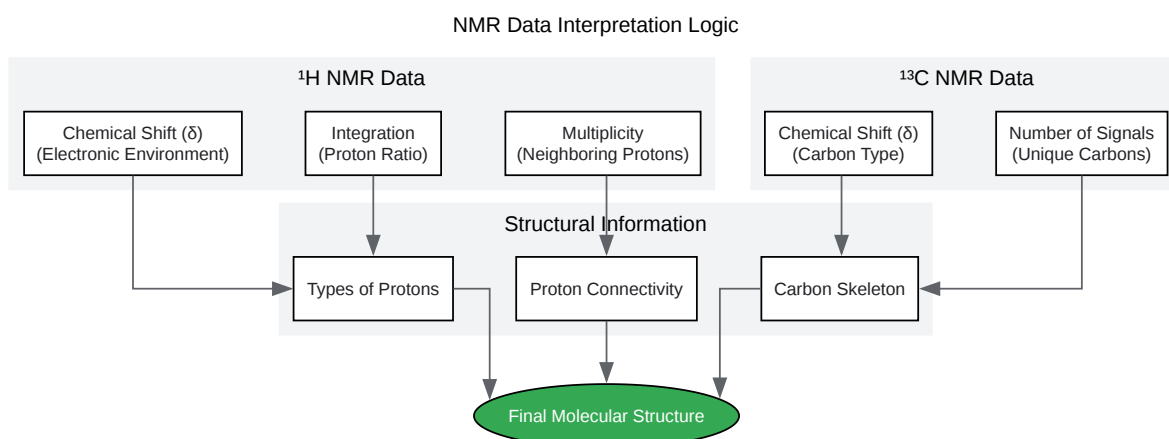 NMR Data Interpretation Logic
¹H NMR Data
¹³C NMR Data
Chemical Shift (δ)
(Electronic Environment)
Integration
(Proton Ratio)
Multiplicity
(Neighboring Protons)
Chemical Shift (δ)
(Carbon Type)
Number of Signals
(Unique Carbons)
Structural Information
Types of Protons
Proton Connectivity
Carbon Skeleton
Final Molecular Structure